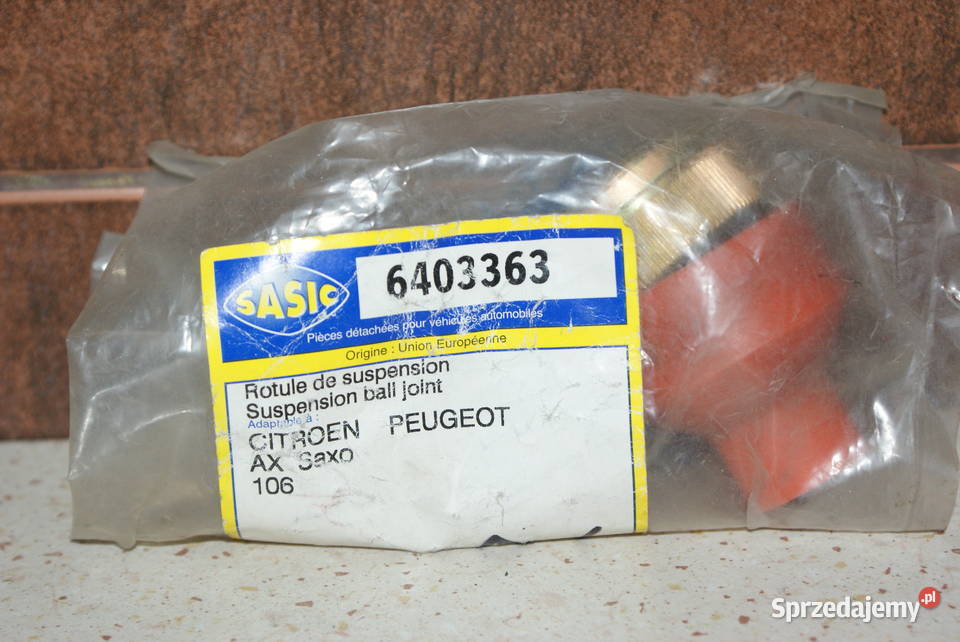 SASIC
6403363
Pièces détachées pour véhicules automobiles
Origine : Union Européenne
Rotule de suspension
Suspension ball joint
Adaptable à :
CITROEN PEUGEOT
AX Saxo
106
Sprzedajemy.pl